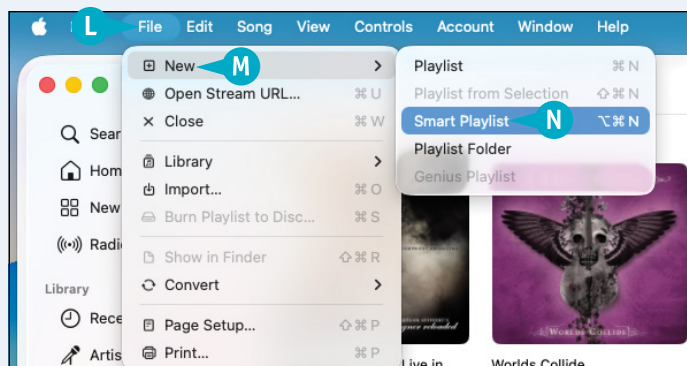 L File Edit Song View Controls Account Window Help
New M >
Open Stream URL... ⌘ U
Close ⌘ W
Library >
Import... ⌘ O
Burn Playlist to Disc... ⌘ S
Show in Finder ⇧ ⌘ R
Convert >
Page Setup... ⇧ ⌘ P
Print... ⌘ P
Playlist ⌘ N
Playlist from Selection ⇧ ⌘ N
Smart Playlist N ⌥ ⌘ N
Playlist Folder
Genius Playlist
Sear
Hom
New
Radi
Library
Rece
Artis
reloaded
Live in
WORLDS COLLIDE
Worlds Collide